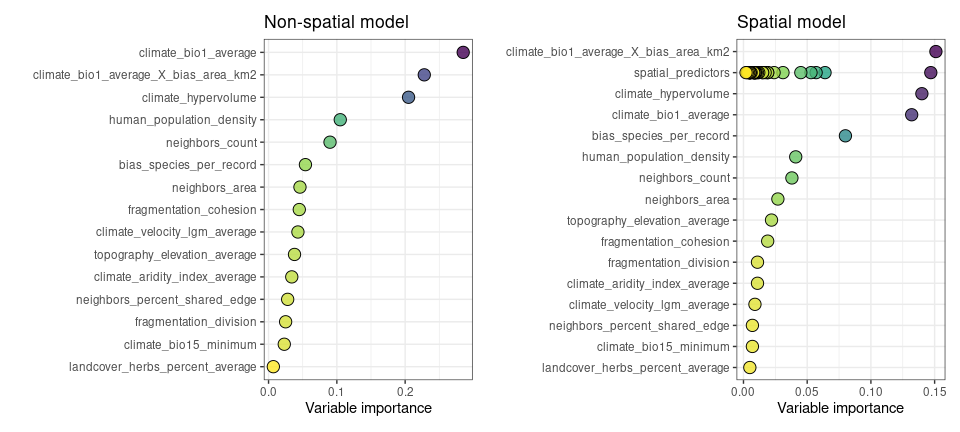 Non-spatial model
climate_bio1_average
climate_bio1_average_X_bias_area_km2
climate_hypervolume
human_population_density
neighbors_count
bias_species_per_record
neighbors_area
fragmentation_cohesion
climate_velocity_lgm_average
topography_elevation_average
climate_aridity_index_average
neighbors_percent_shared_edge
fragmentation_division
climate_bio15_minimum
landcover_herbs_percent_average
0.0 0.1 0.2
Variable importance
Spatial model
climate_bio1_average_X_bias_area_km2
spatial_predictors
climate_hypervolume
climate_bio1_average
bias_species_per_record
human_population_density
neighbors_count
neighbors_area
topography_elevation_average
fragmentation_cohesion
fragmentation_division
climate_aridity_index_average
climate_velocity_lgm_average
neighbors_percent_shared_edge
climate_bio15_minimum
landcover_herbs_percent_average
0.00 0.05 0.10 0.15
Variable importance